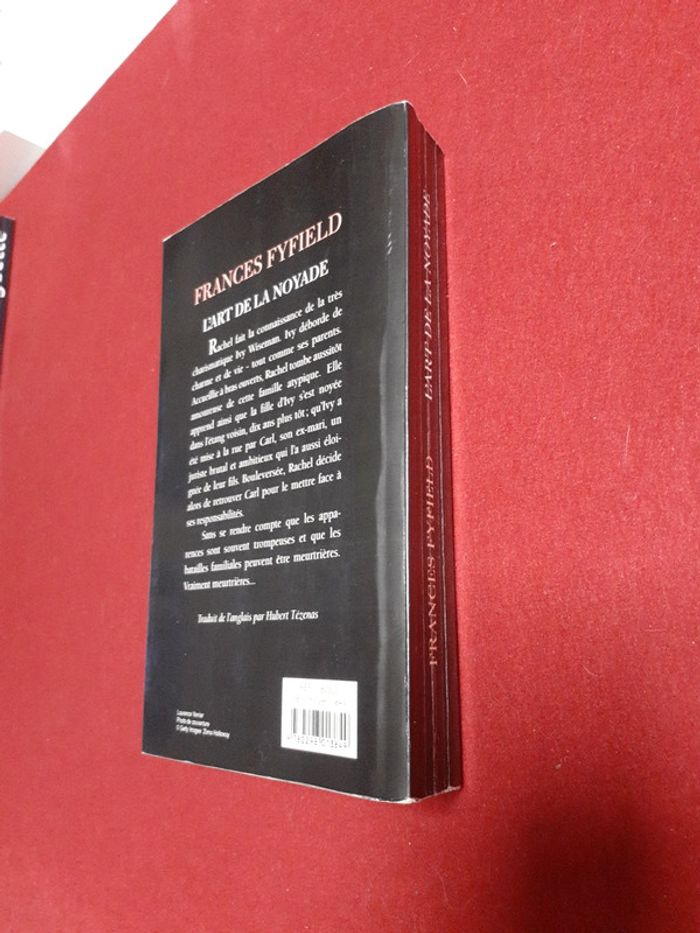 FRANCES FYFIELD
L'ART DE LA NOYADE
Rachel fait la connaissance de la très
charismatique Ivy Wiseman. Ivy déborde de
charme et de vie - tout comme ses parents.
Accueillie à bras ouverts, Rachel tombe aussitôt
amoureuse de cette famille atypique. Elle
apprend ainsi que la fille d'Ivy s'est noyée
dans l'étang voisin, dix ans plus tôt ; qu'Ivy a
été mise à la rue par Carl, son ex-mari, un
juriste brutal et ambitieux qui l'a aussi éloi-
gnée de leur fils. Bouleversée, Rachel décide
alors de retrouver Carl pour le mettre face à
ses responsabilités.
Sans se rendre compte que les appa-
rences sont souvent trompeuses et que les
batailles familiales peuvent être meurtrières.
Vraiment meurtrières...
Traduit de l'anglais par Hubert Tézenas
Photo de couverture
FRANCES FYFIELD — L'ART DE LA NOYADE